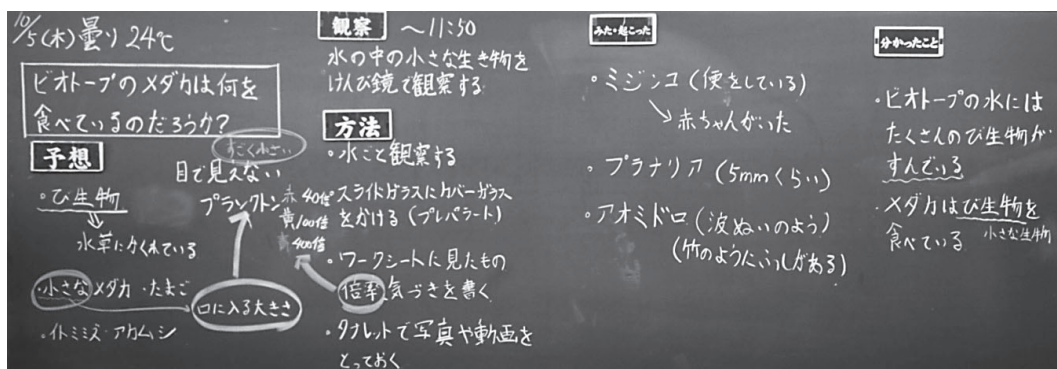 10/5(木)曇り 24℃
ビオトープのメダカは何を
食べているのだろうか?
予想
すごく小さい
目で見えない
プランクトン
・び生物
水草にかくれている
・小さなメダカ・たまご
口に入る大きさ
・イトミミズ・アカムシ
観察 〜11:50
水の中の小さな生き物を
けんび鏡で観察する
方法
・水ごと観察する
・スライドガラスにカバーガラス
をかける(プレパラート)
赤 40倍
黄 100倍
青 400倍
・ワークシートに見たもの
倍率 気づきを書く
・タブレットで写真や動画を
とっておく
みた・起こった
・ミジンコ(便をしている)
→赤ちゃんがいた
・プラナリア(5mmくらい)
・アオミドロ(波ぬいのよう)
(竹のようにふしがある)
分かったこと
・ビオトープの水には
たくさんのび生物が
すんでいる
・メダカはび生物を
食べている 小さな生物